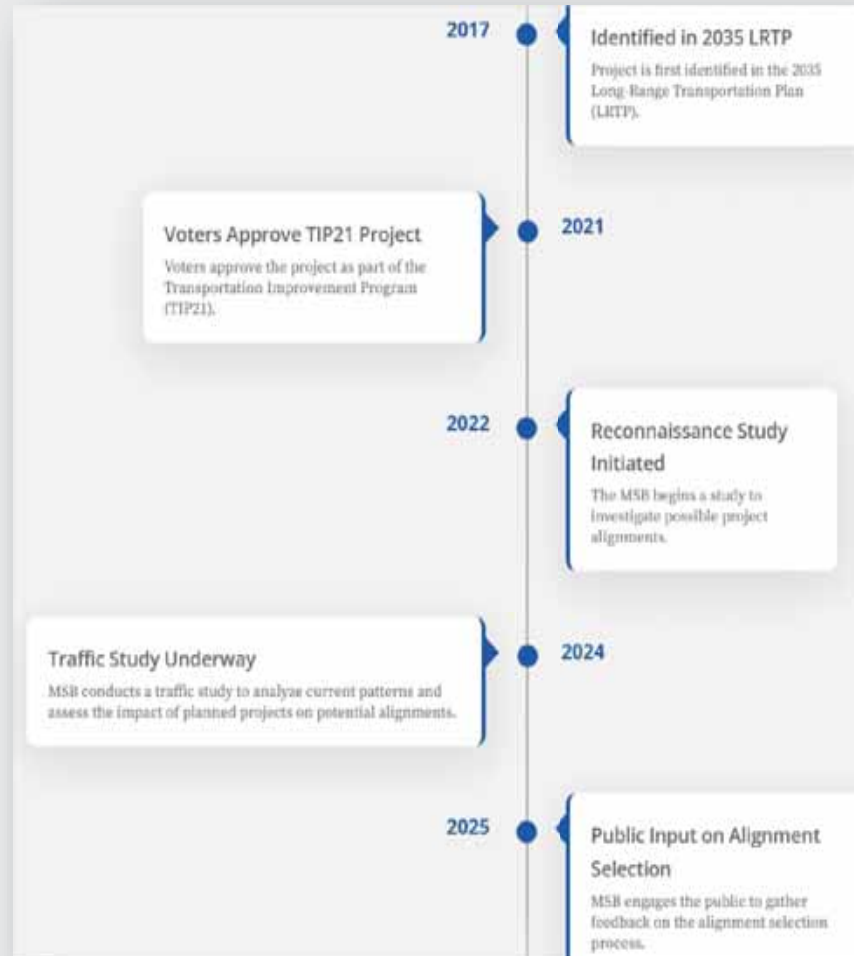 2017
Identified in 2035 LRTP
Project is first identified in the 2035
Long-Range Transportation Plan
(LRTP).
Voters Approve TIP21 Project
Voters approve the project as part of the
Transportation Improvement Program
(TIP21).
2021
2022
Reconnaissance Study
Initiated
The MSB begins a study to
investigate possible project
alignments.
Traffic Study Underway
MSB conducts a traffic study to analyze current patterns and
assess the impact of planned projects on potential alignments.
2024
2025
Public Input on Alignment
Selection
MSB engages the public to gather
feedback on the alignment selection
process.